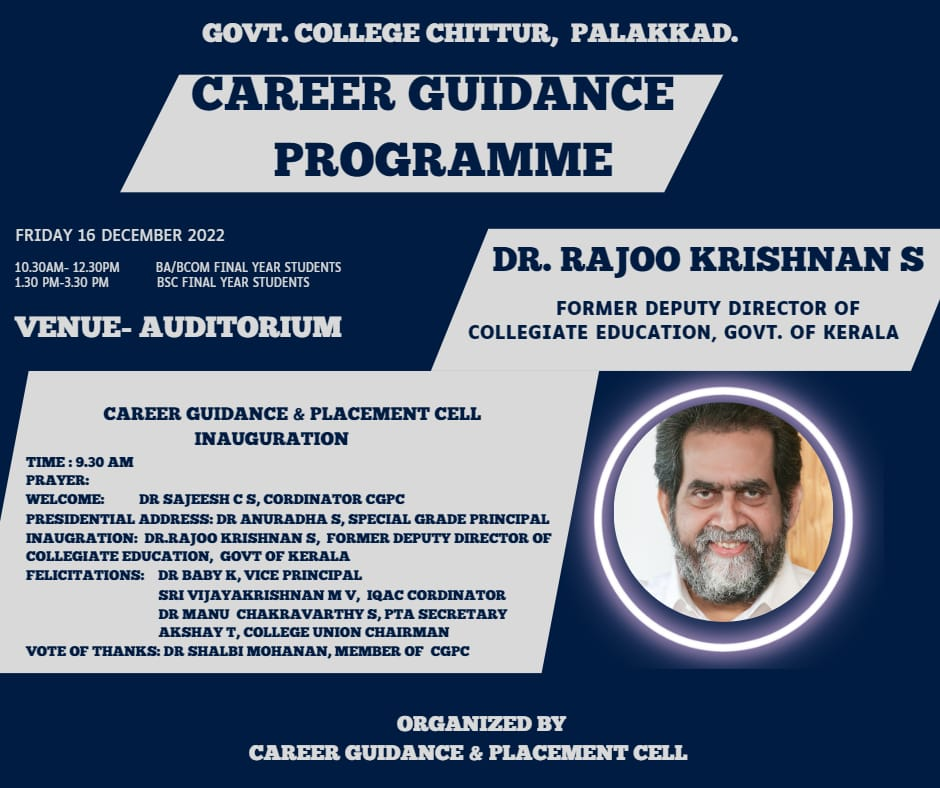 GOVT. COLLEGE CHITTUR, PALAKKAD.
CAREER GUIDANCE
PROGRAMME
FRIDAY 16 DECEMBER 2022
10.30AM- 12.30PM BA/BCOM FINAL YEAR STUDENTS
1.30 PM-3.30 PM BSC FINAL YEAR STUDENTS
VENUE- AUDITORIUM
DR. RAJOO KRISHNAN S
FORMER DEPUTY DIRECTOR OF
COLLEGIATE EDUCATION, GOVT. OF KERALA
CAREER GUIDANCE & PLACEMENT CELL
INAUGURATION
TIME : 9.30 AM
PRAYER:
WELCOME: DR SAJEESH C S, CORDINATOR CGPC
PRESIDENTIAL ADDRESS: DR ANURADHA S, SPECIAL GRADE PRINCIPAL
INAUGRATION: DR.RAJOO KRISHNAN S, FORMER DEPUTY DIRECTOR OF
COLLEGIATE EDUCATION, GOVT OF KERALA
FELICITATIONS: DR BABY K, VICE PRINCIPAL
SRI VIJAYAKRISHNAN M V, IQAC CORDINATOR
DR MANU CHAKRAVARTHY S, PTA SECRETARY
AKSHAY T, COLLEGE UNION CHAIRMAN
VOTE OF THANKS: DR SHALBI MOHANAN, MEMBER OF CGPC
ORGANIZED BY
CAREER GUIDANCE & PLACEMENT CELL